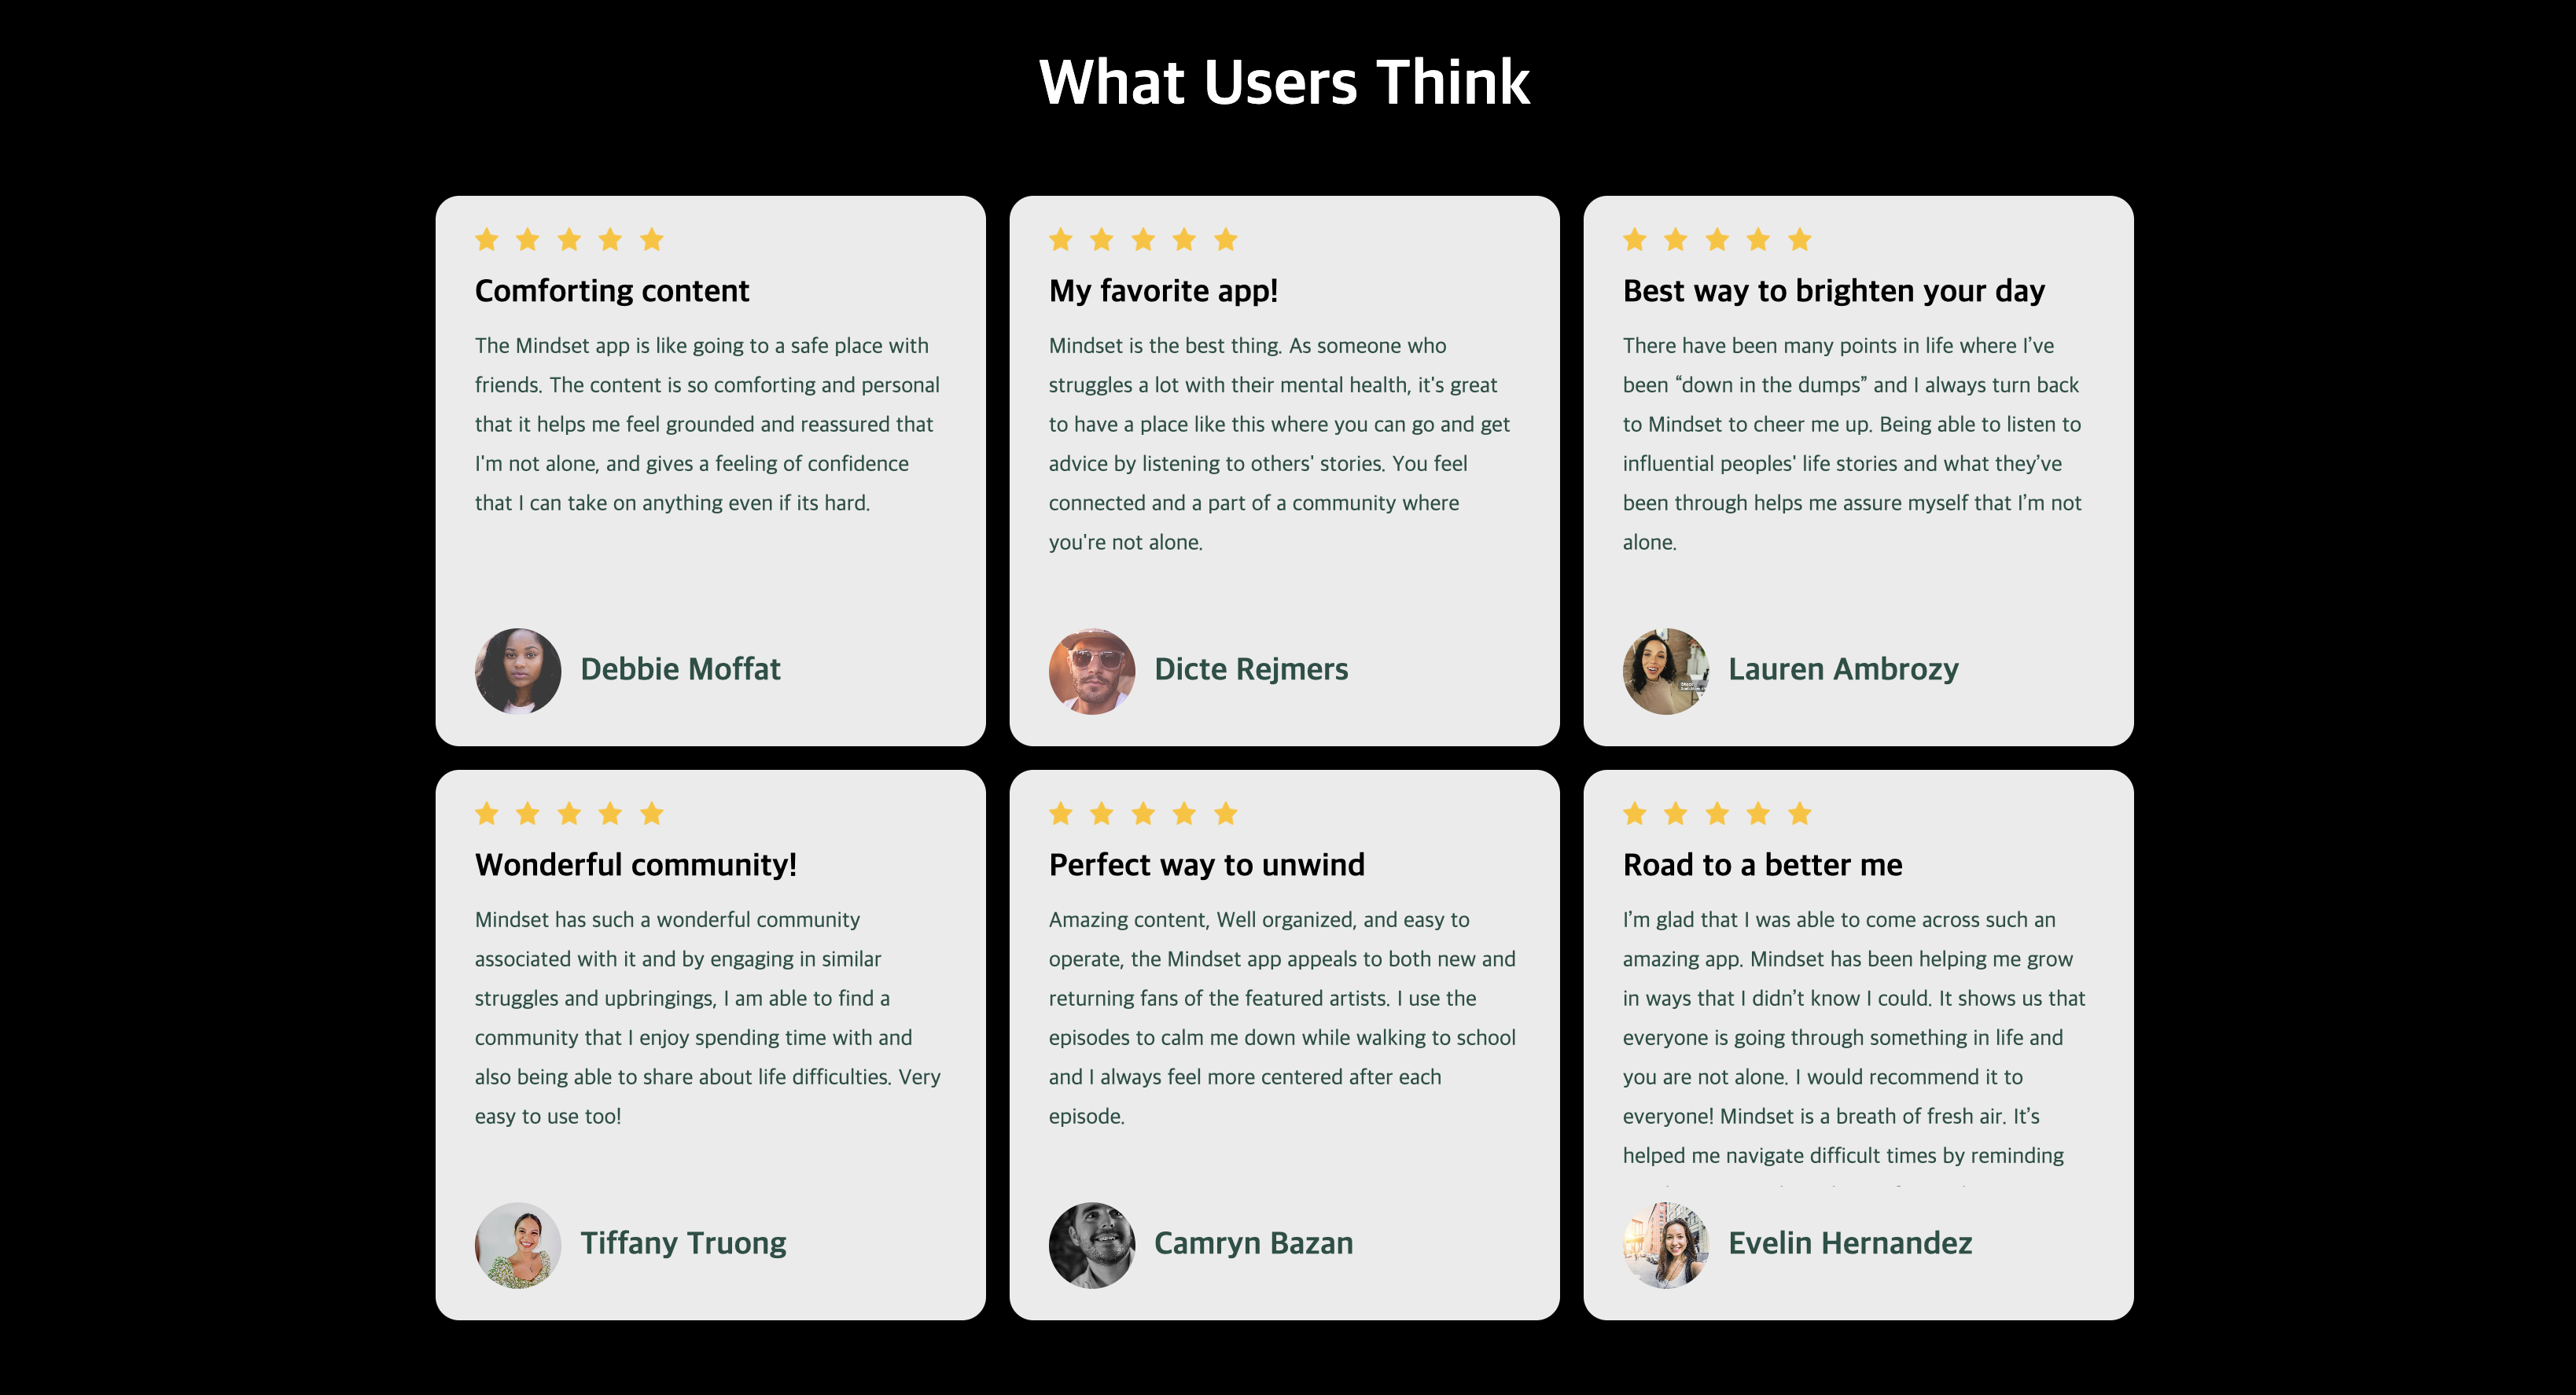 What Users Think
Comforting content
The Mindset app is like going to a safe place with
friends. The content is so comforting and personal
that it helps me feel grounded and reassured that
I'm not alone, and gives a feeling of confidence
that I can take on anything even if its hard.
Debbie Moffat
My favorite app!
Mindset is the best thing. As someone who
struggles a lot with their mental health, it's great
to have a place like this where you can go and get
advice by listening to others' stories. You feel
connected and a part of a community where
you're not alone.
Dicte Rejmers
Best way to brighten your day
There have been many points in life where I’ve
been “down in the dumps” and I always turn back
to Mindset to cheer me up. Being able to listen to
influential peoples' life stories and what they’ve
been through helps me assure myself that I’m not
alone.
Lauren Ambrozy
Wonderful community!
Mindset has such a wonderful community
associated with it and by engaging in similar
struggles and upbringings, I am able to find a
community that I enjoy spending time with and
also being able to share about life difficulties. Very
easy to use too!
Tiffany Truong
Perfect way to unwind
Amazing content, Well organized, and easy to
operate, the Mindset app appeals to both new and
returning fans of the featured artists. I use the
episodes to calm me down while walking to school
and I always feel more centered after each
episode.
Camryn Bazan
Road to a better me
I’m glad that I was able to come across such an
amazing app. Mindset has been helping me grow
in ways that I didn’t know I could. It shows us that
everyone is going through something in life and
you are not alone. I would recommend it to
everyone! Mindset is a breath of fresh air. It’s
helped me navigate difficult times by reminding
Evelin Hernandez